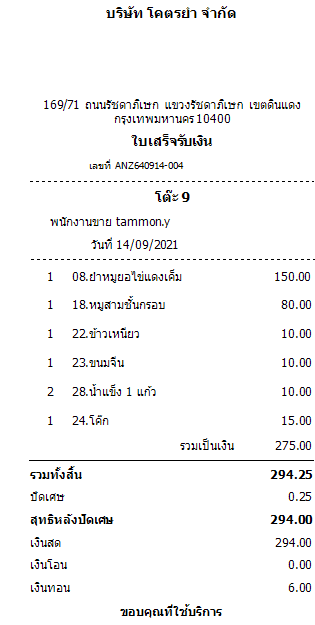 บริษัท โคตรยำ จำกัด
169/71 ถนนรัชดาภิเษก แขวงรัชดาภิเษก เขตดินแดง
กรุงเทพมหานคร 10400
ใบเสร็จรับเงิน
เลขที่ ANZ640914-004
โต๊ะ 9
พนักงานขาย tammon.y
วันที่ 14/09/2021
1 08.ยำหมูยอไข่แดงเค็ม 150.00
1 18.หมูสามชั้นกรอบ 80.00
1 22.ข้าวเหนียว 10.00
1 23.ขนมจีน 10.00
2 28.น้ำแข็ง 1 แก้ว 10.00
1 24.โค๊ก 15.00
รวมเป็นเงิน 275.00
รวมทั้งสิ้น 294.25
ปัดเศษ 0.25
สุทธิหลังปัดเศษ 294.00
เงินสด 294.00
เงินโอน 0.00
เงินทอน 6.00
ขอบคุณที่ใช้บริการ